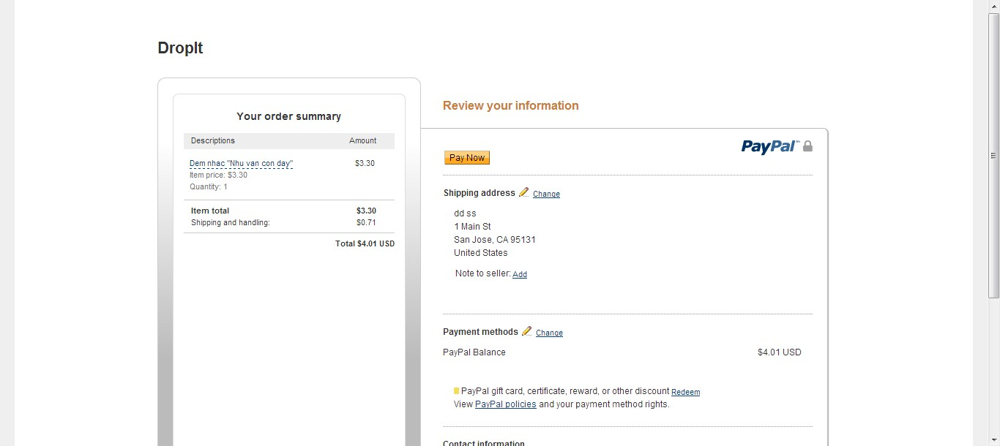 DropIt
Your order summary
Descriptions Amount
Dem nhac "Nhu van con day" $3.30
Item price: $3.30
Quantity: 1
Item total $3.30
Shipping and handling: $0.71
Total $4.01 USD
Review your information
PayPal™
Pay Now
Shipping address Change
dd ss
1 Main St
San Jose, CA 95131
United States
Note to seller: Add
Payment methods Change
PayPal Balance $4.01 USD
PayPal gift card, certificate, reward, or other discount Redeem
View PayPal policies and your payment method rights.
Contact information